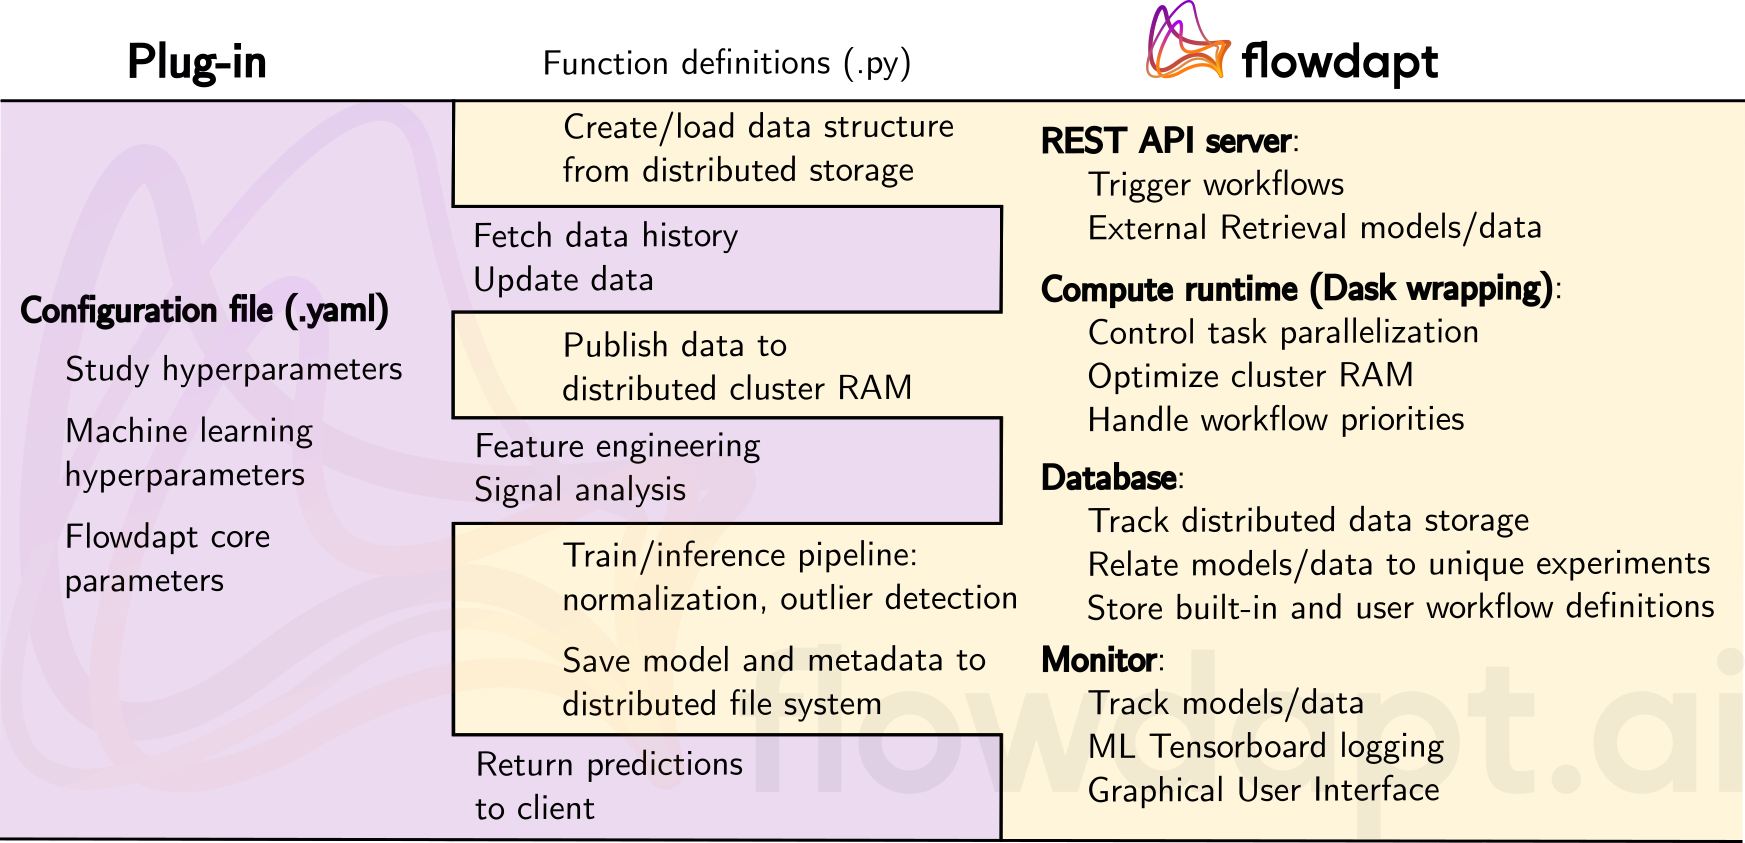 Plug-in
Function definitions (.py)
flowdapt
Configuration file (.yaml)
Study hyperparameters
Machine learning
hyperparameters
Flowdapt core
parameters
Create/load data structure
from distributed storage
Fetch data history
Update data
Publish data to
distributed cluster RAM
Feature engineering
Signal analysis
Train/inference pipeline:
normalization, outlier detection
Save model and metadata to
distributed file system
Return predictions
to client
REST API server:
Trigger workflows
External Retrieval models/data
Compute runtime (Dask wrapping):
Control task parallelization
Optimize cluster RAM
Handle workflow priorities
Database:
Track distributed data storage
Relate models/data to unique experiments
Store built-in and user workflow definitions
Monitor:
Track models/data
ML Tensorboard logging
Graphical User Interface
flowdapt.ai